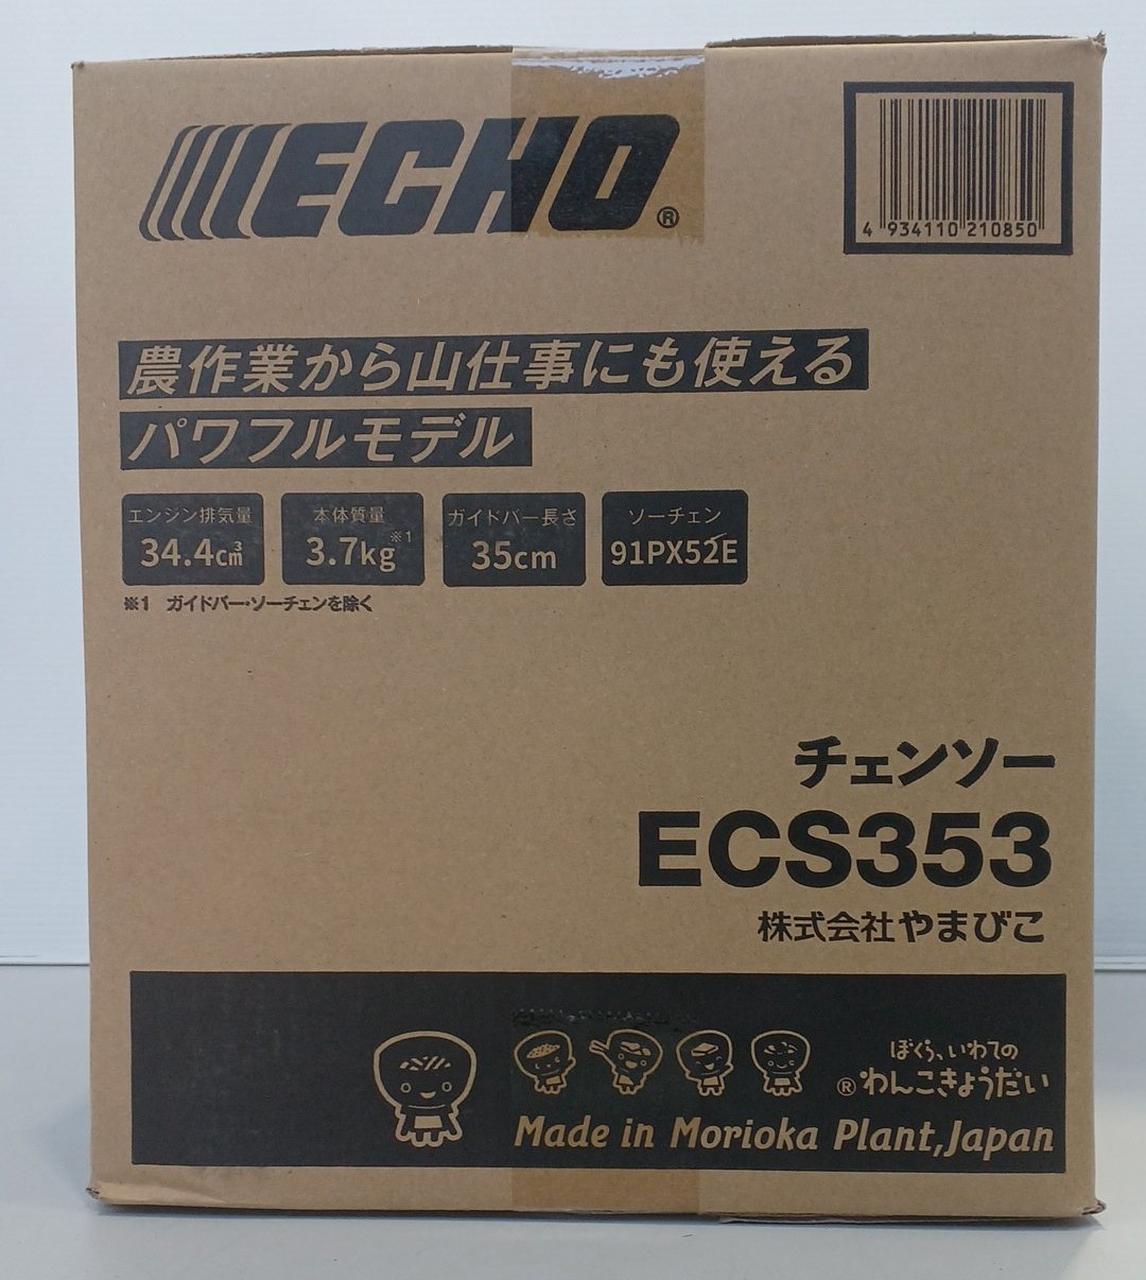 ECHO®
4 934110 210850
農作業から山仕事にも使える
パワフルモデル
エンジン排気量
34.4cm³
本体質量
3.7kg※1
ガイドバー長さ
35cm
ソーチェン
91PX52E
※1 ガイドバー・ソーチェンを除く
チェンソー
ECS353
株式会社やまびこ
ぼくら、いわての
®わんこきょうだい
Made in Morioka Plant,Japan